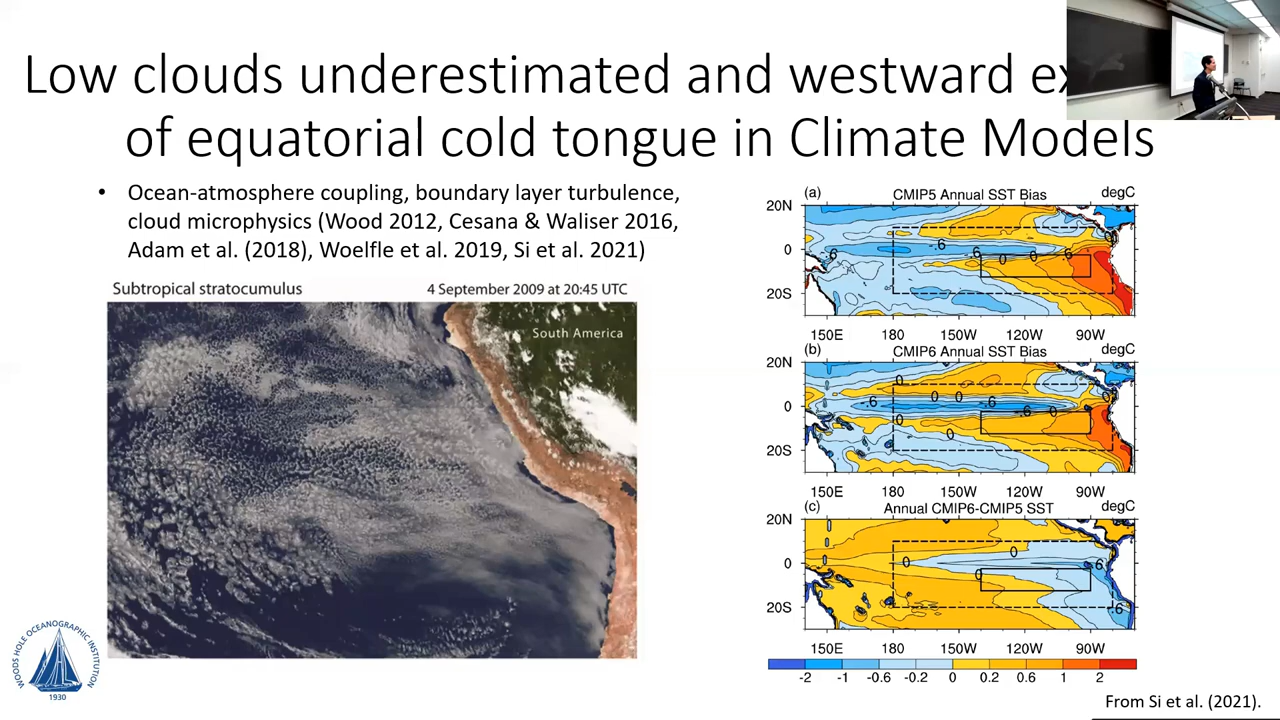 Low clouds underestimated and westward ex
of equatorial cold tongue in Climate Models
• Ocean-atmosphere coupling, boundary layer turbulence,
cloud microphysics (Wood 2012, Cesana & Waliser 2016,
Adam et al. (2018), Woelfle et al. 2019, Si et al. 2021)
Subtropical stratocumulus 4 September 2009 at 20:45 UTC
South America
WOODS HOLE OCEANOGRAPHIC INSTITUTION
1930
(a) CMIP5 Annual SST Bias degC
20N
0
20S
150E 180 150W 120W 90W
(b) CMIP6 Annual SST Bias degC
20N
0
20S
150E 180 150W 120W 90W
(c) Annual CMIP6-CMIP5 SST degC
20N
0
20S
150E 180 150W 120W 90W
-2 -1 -0.6 -0.2 0 0.2 0.6 1 2
From Si et al. (2021).